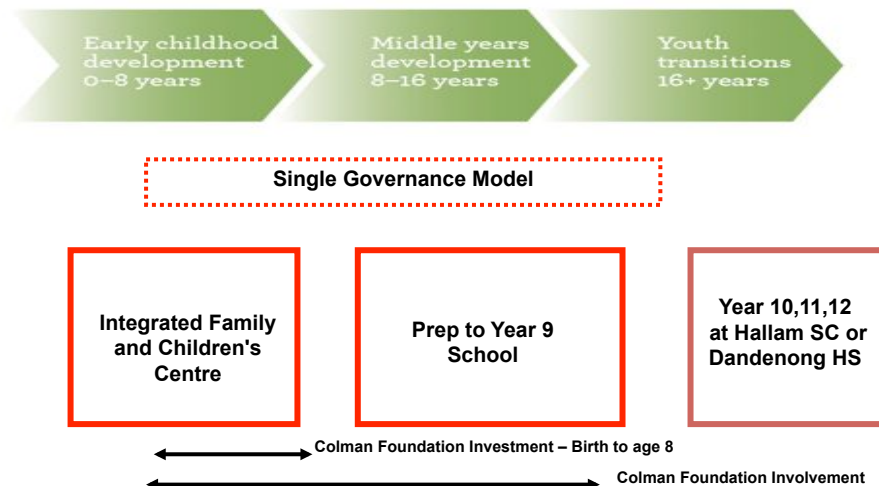 Early childhood
development
0–8 years
Middle years
development
8–16 years
Youth
transitions
16+ years
Single Governance Model
Integrated Family
and Children's
Centre
Prep to Year 9
School
Year 10,11,12
at Hallam SC or
Dandenong HS
Colman Foundation Investment – Birth to age 8
Colman Foundation Involvement